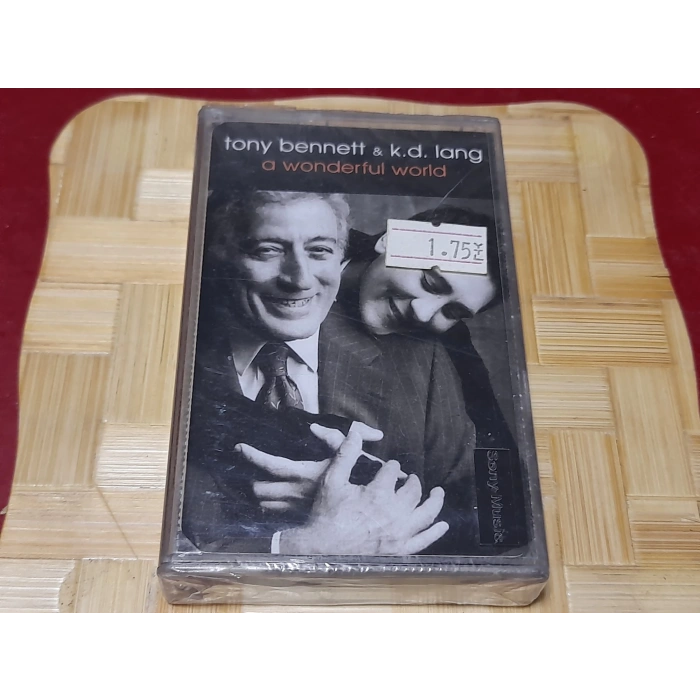 tony bennett & k.d. lang
a wonderful world
1.75
Sony Music